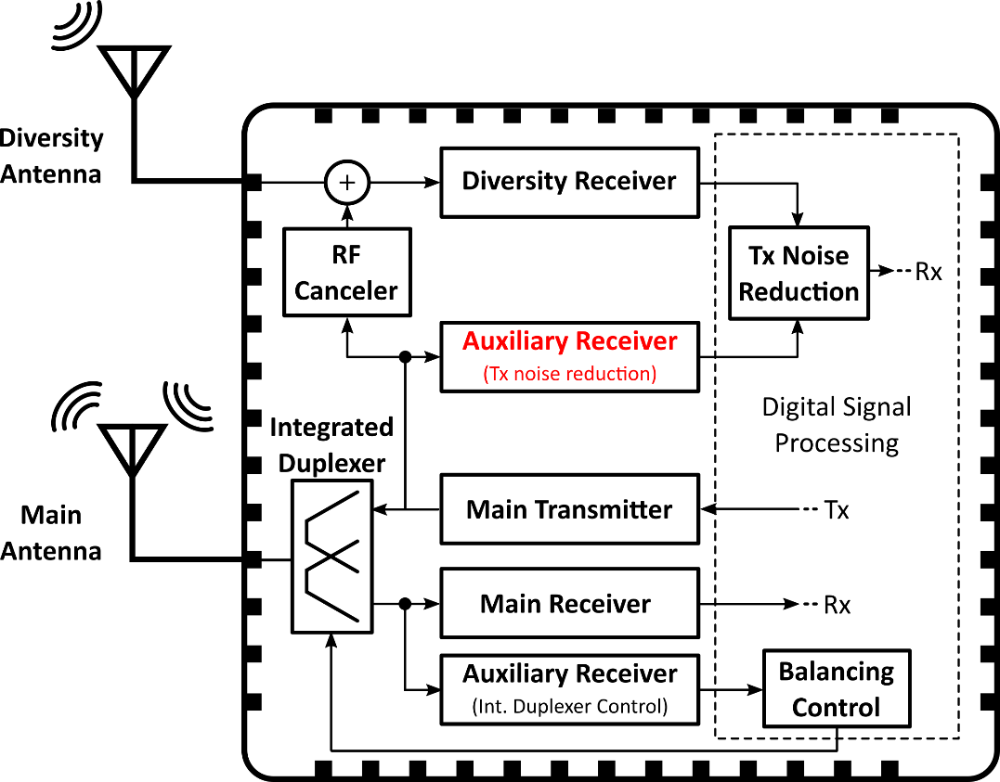 Diversity
Antenna
+
Diversity Receiver
RF
Canceler
Tx Noise
Reduction
Rx
Auxiliary Receiver
(Tx noise reduction)
Digital Signal
Processing
Integrated
Duplexer
Main
Antenna
Main Transmitter
Tx
Main Receiver
Rx
Auxiliary Receiver
(Int. Duplexer Control)
Balancing
Control